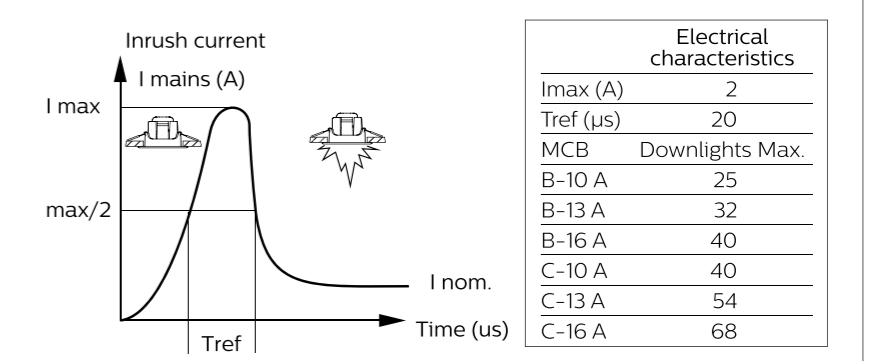 Inrush current
I mains (A)
I max
max/2
I nom.
Time (us)
Tref
Electrical
characteristics
Imax (A) 2
Tref (µs) 20
MCB Downlights Max.
B-10 A 25
B-13 A 32
B-16 A 40
C-10 A 40
C-13 A 54
C-16 A 68